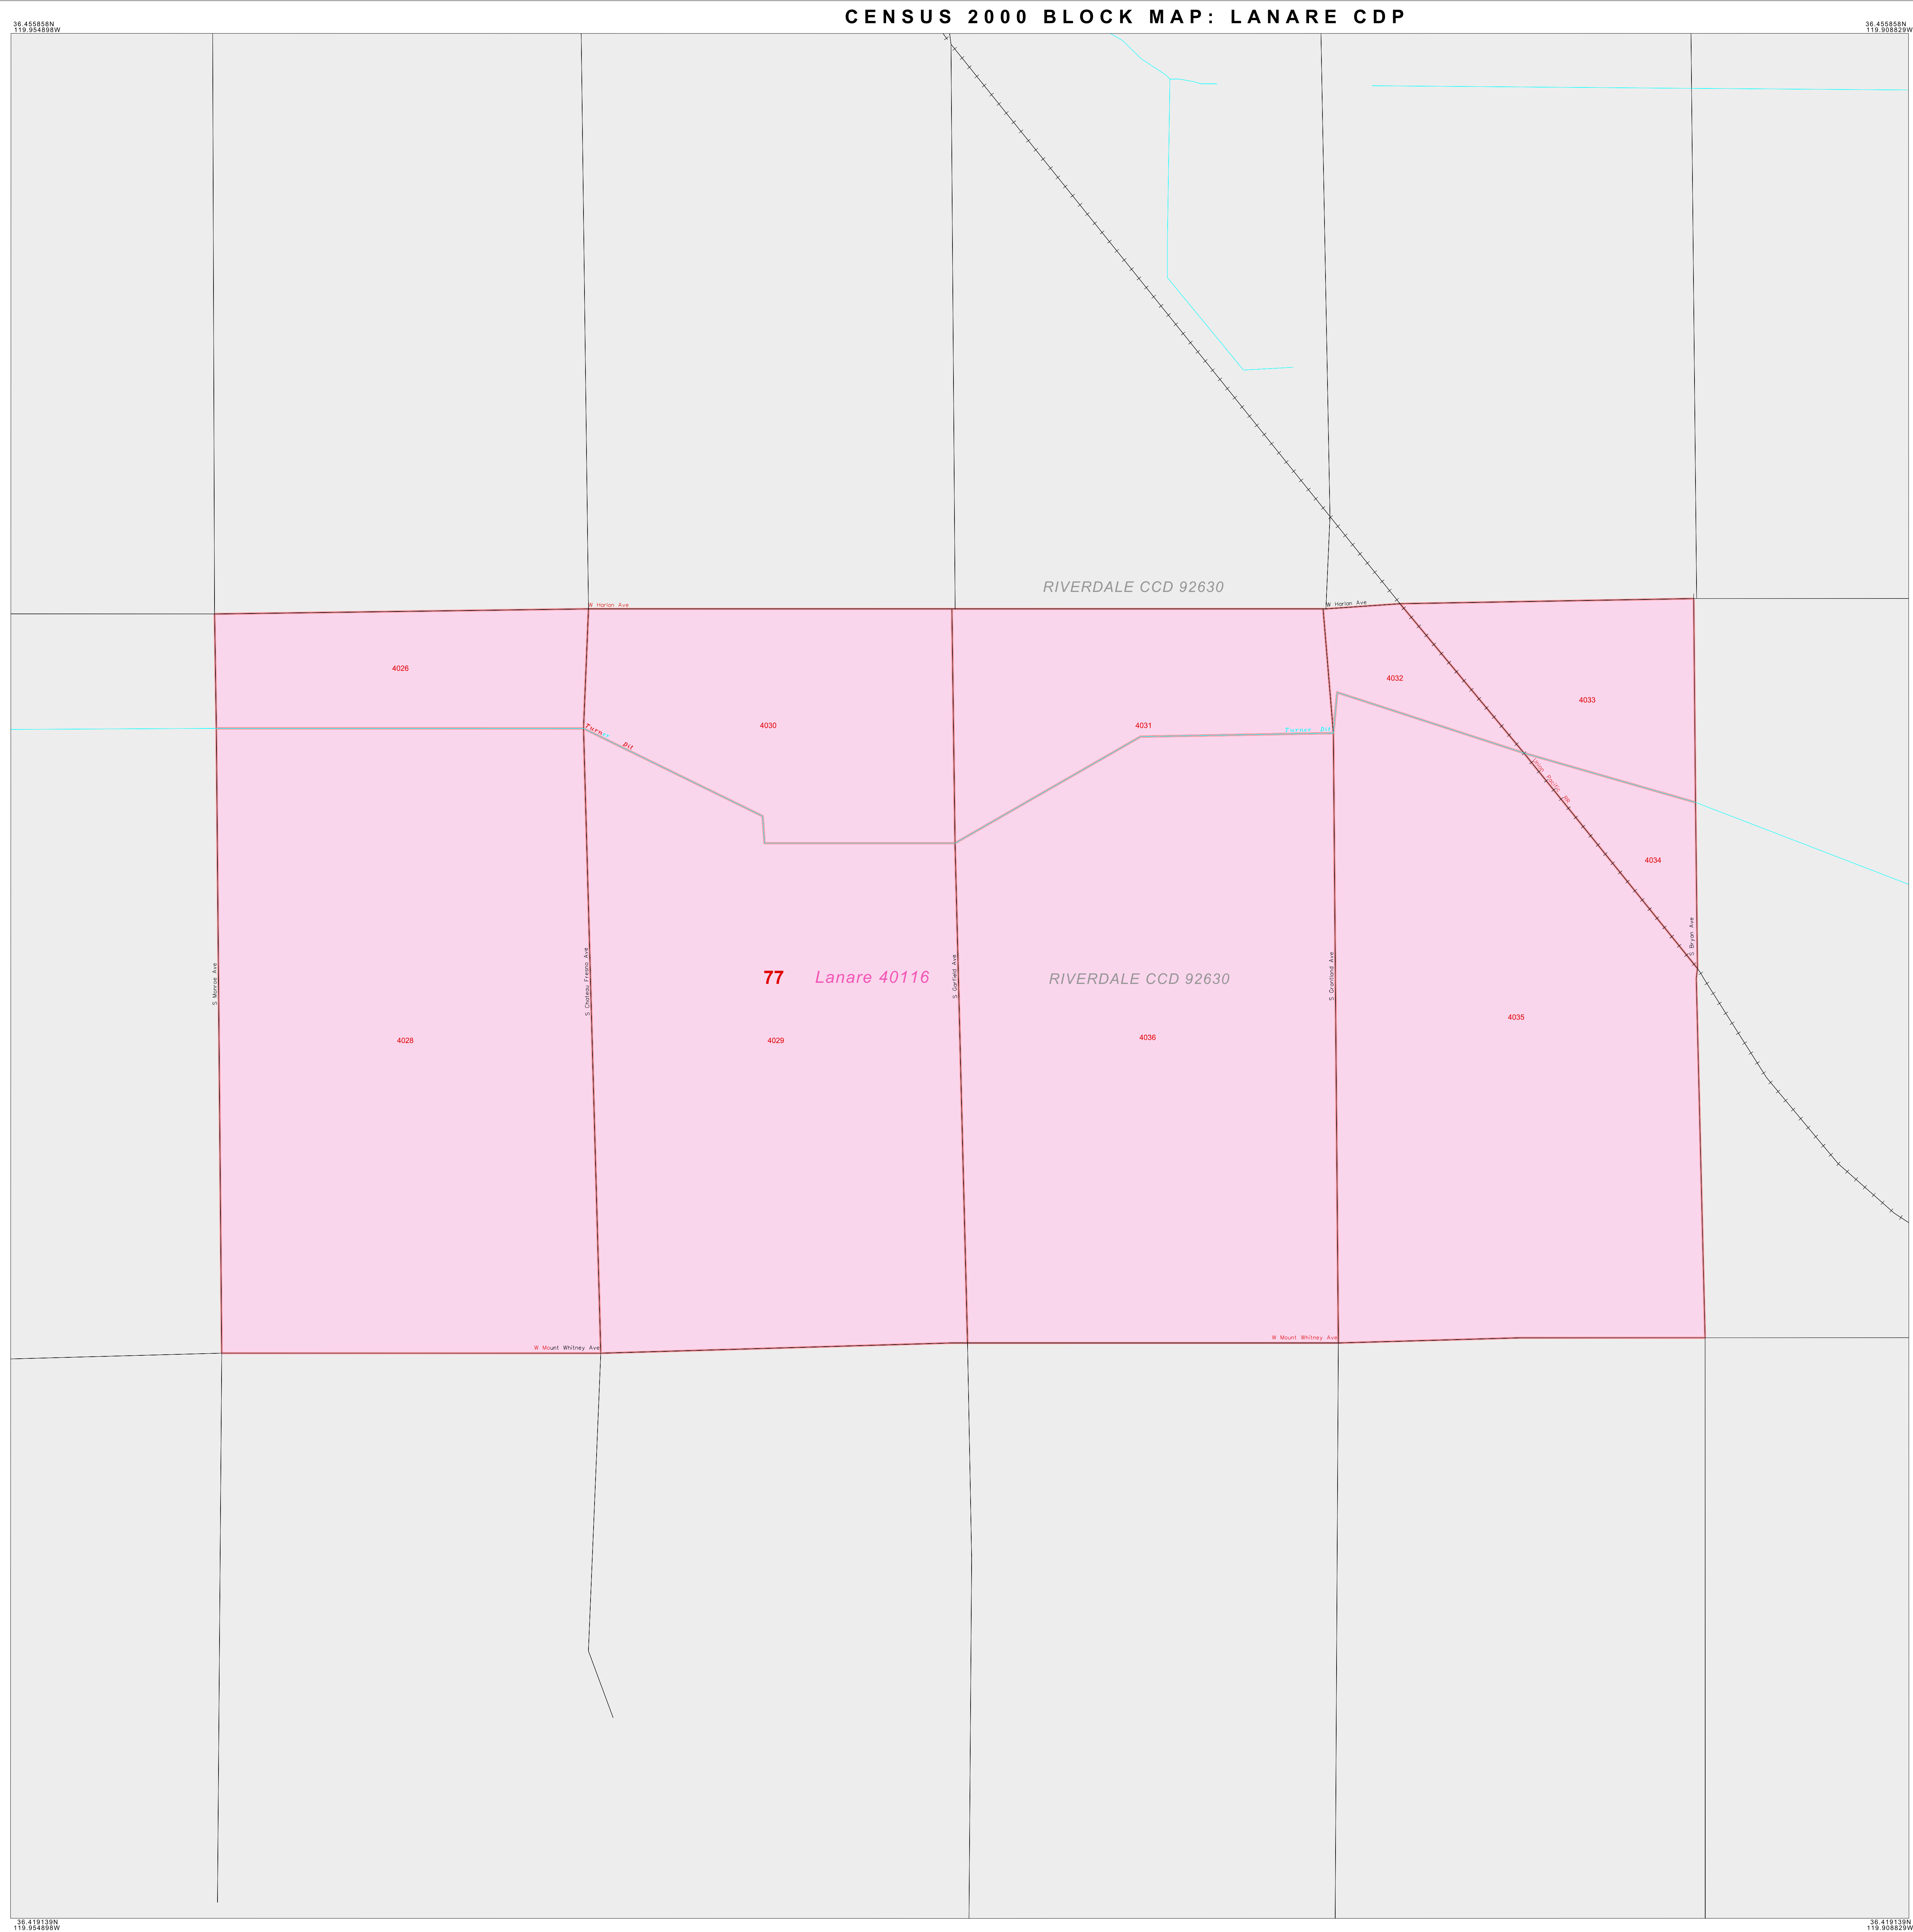 CENSUS 2000 BLOCK MAP: LANARE CDP
36.455858N
119.954898W
36.455858N
119.908829W
RIVERDALE CCD 92630
W Harlan Ave
W Harlan Ave
4026
4032
4033
4030
4031
Turner Dit
Turner Dit
Union Pacific RR
4034
S Bryan Ave
S Monroe Ave
S Chateau Fresno Ave
S Garfield Ave
S Grantland Ave
77
Lanare 40116
RIVERDALE CCD 92630
4035
4028
4029
4036
W Mount Whitney Ave
W Mount Whitney Ave
36.419139N
119.954898W
36.419139N
119.908829W